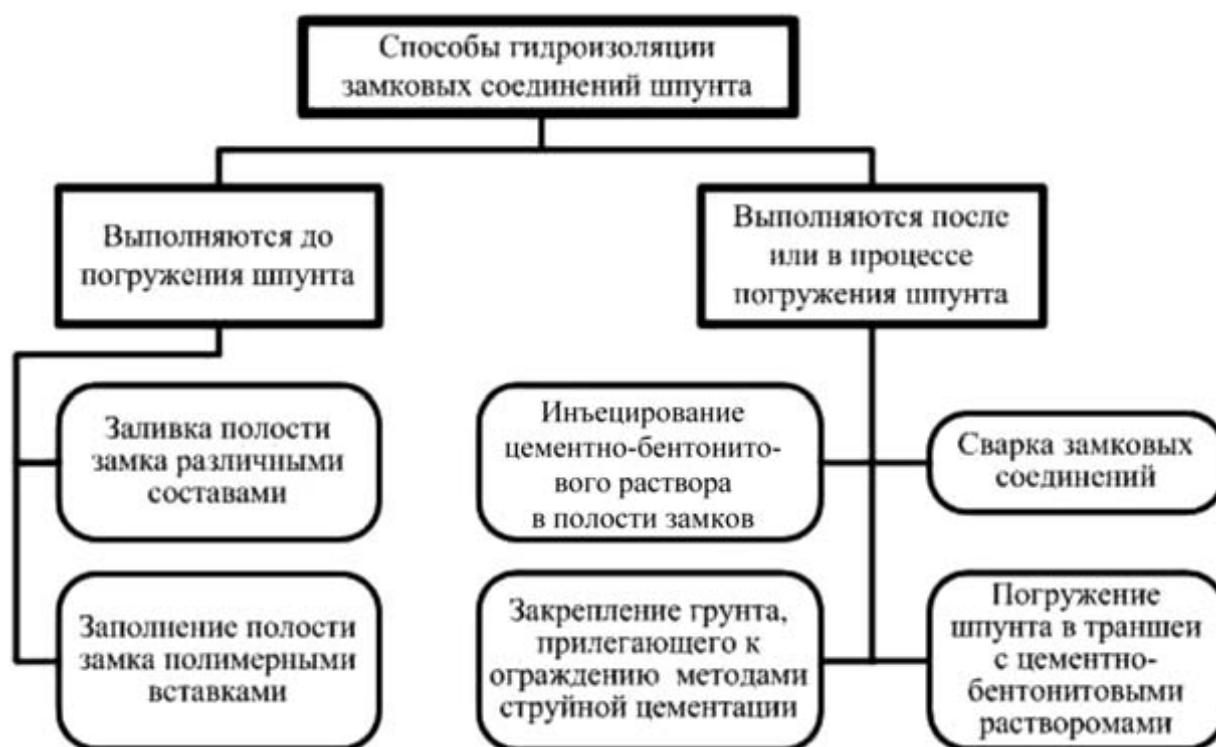 Способы гидроизоляции
замковых соединений шпунта
Выполняются до
погружения шпунта
Выполняются после
или в процессе
погружения шпунта
Заливка полости
замка различными
составами
Инъецирование
цементно-бентонито-
вого раствора
в полости замков
Сварка замковых
соединений
Заполнение полости
замка полимерными
вставками
Закрепление грунта,
прилегающего к
ограждению методами
струйной цементации
Погружение
шпунта в траншеи
с цементно-
бентонитовыми
растворомами